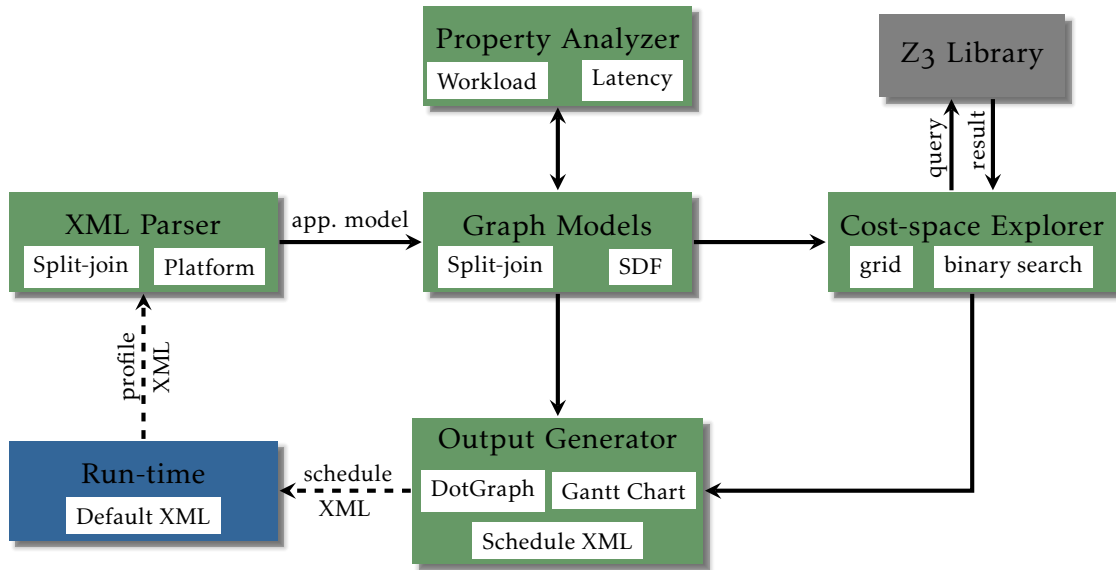 Property Analyzer
Workload
Latency
Z3 Library
query
result
XML Parser
Split-join
Platform
app. model
Graph Models
Split-join
SDF
Cost-space Explorer
grid
binary search
profile
XML
Run-time
Default XML
schedule
XML
Output Generator
DotGraph
Gantt Chart
Schedule XML